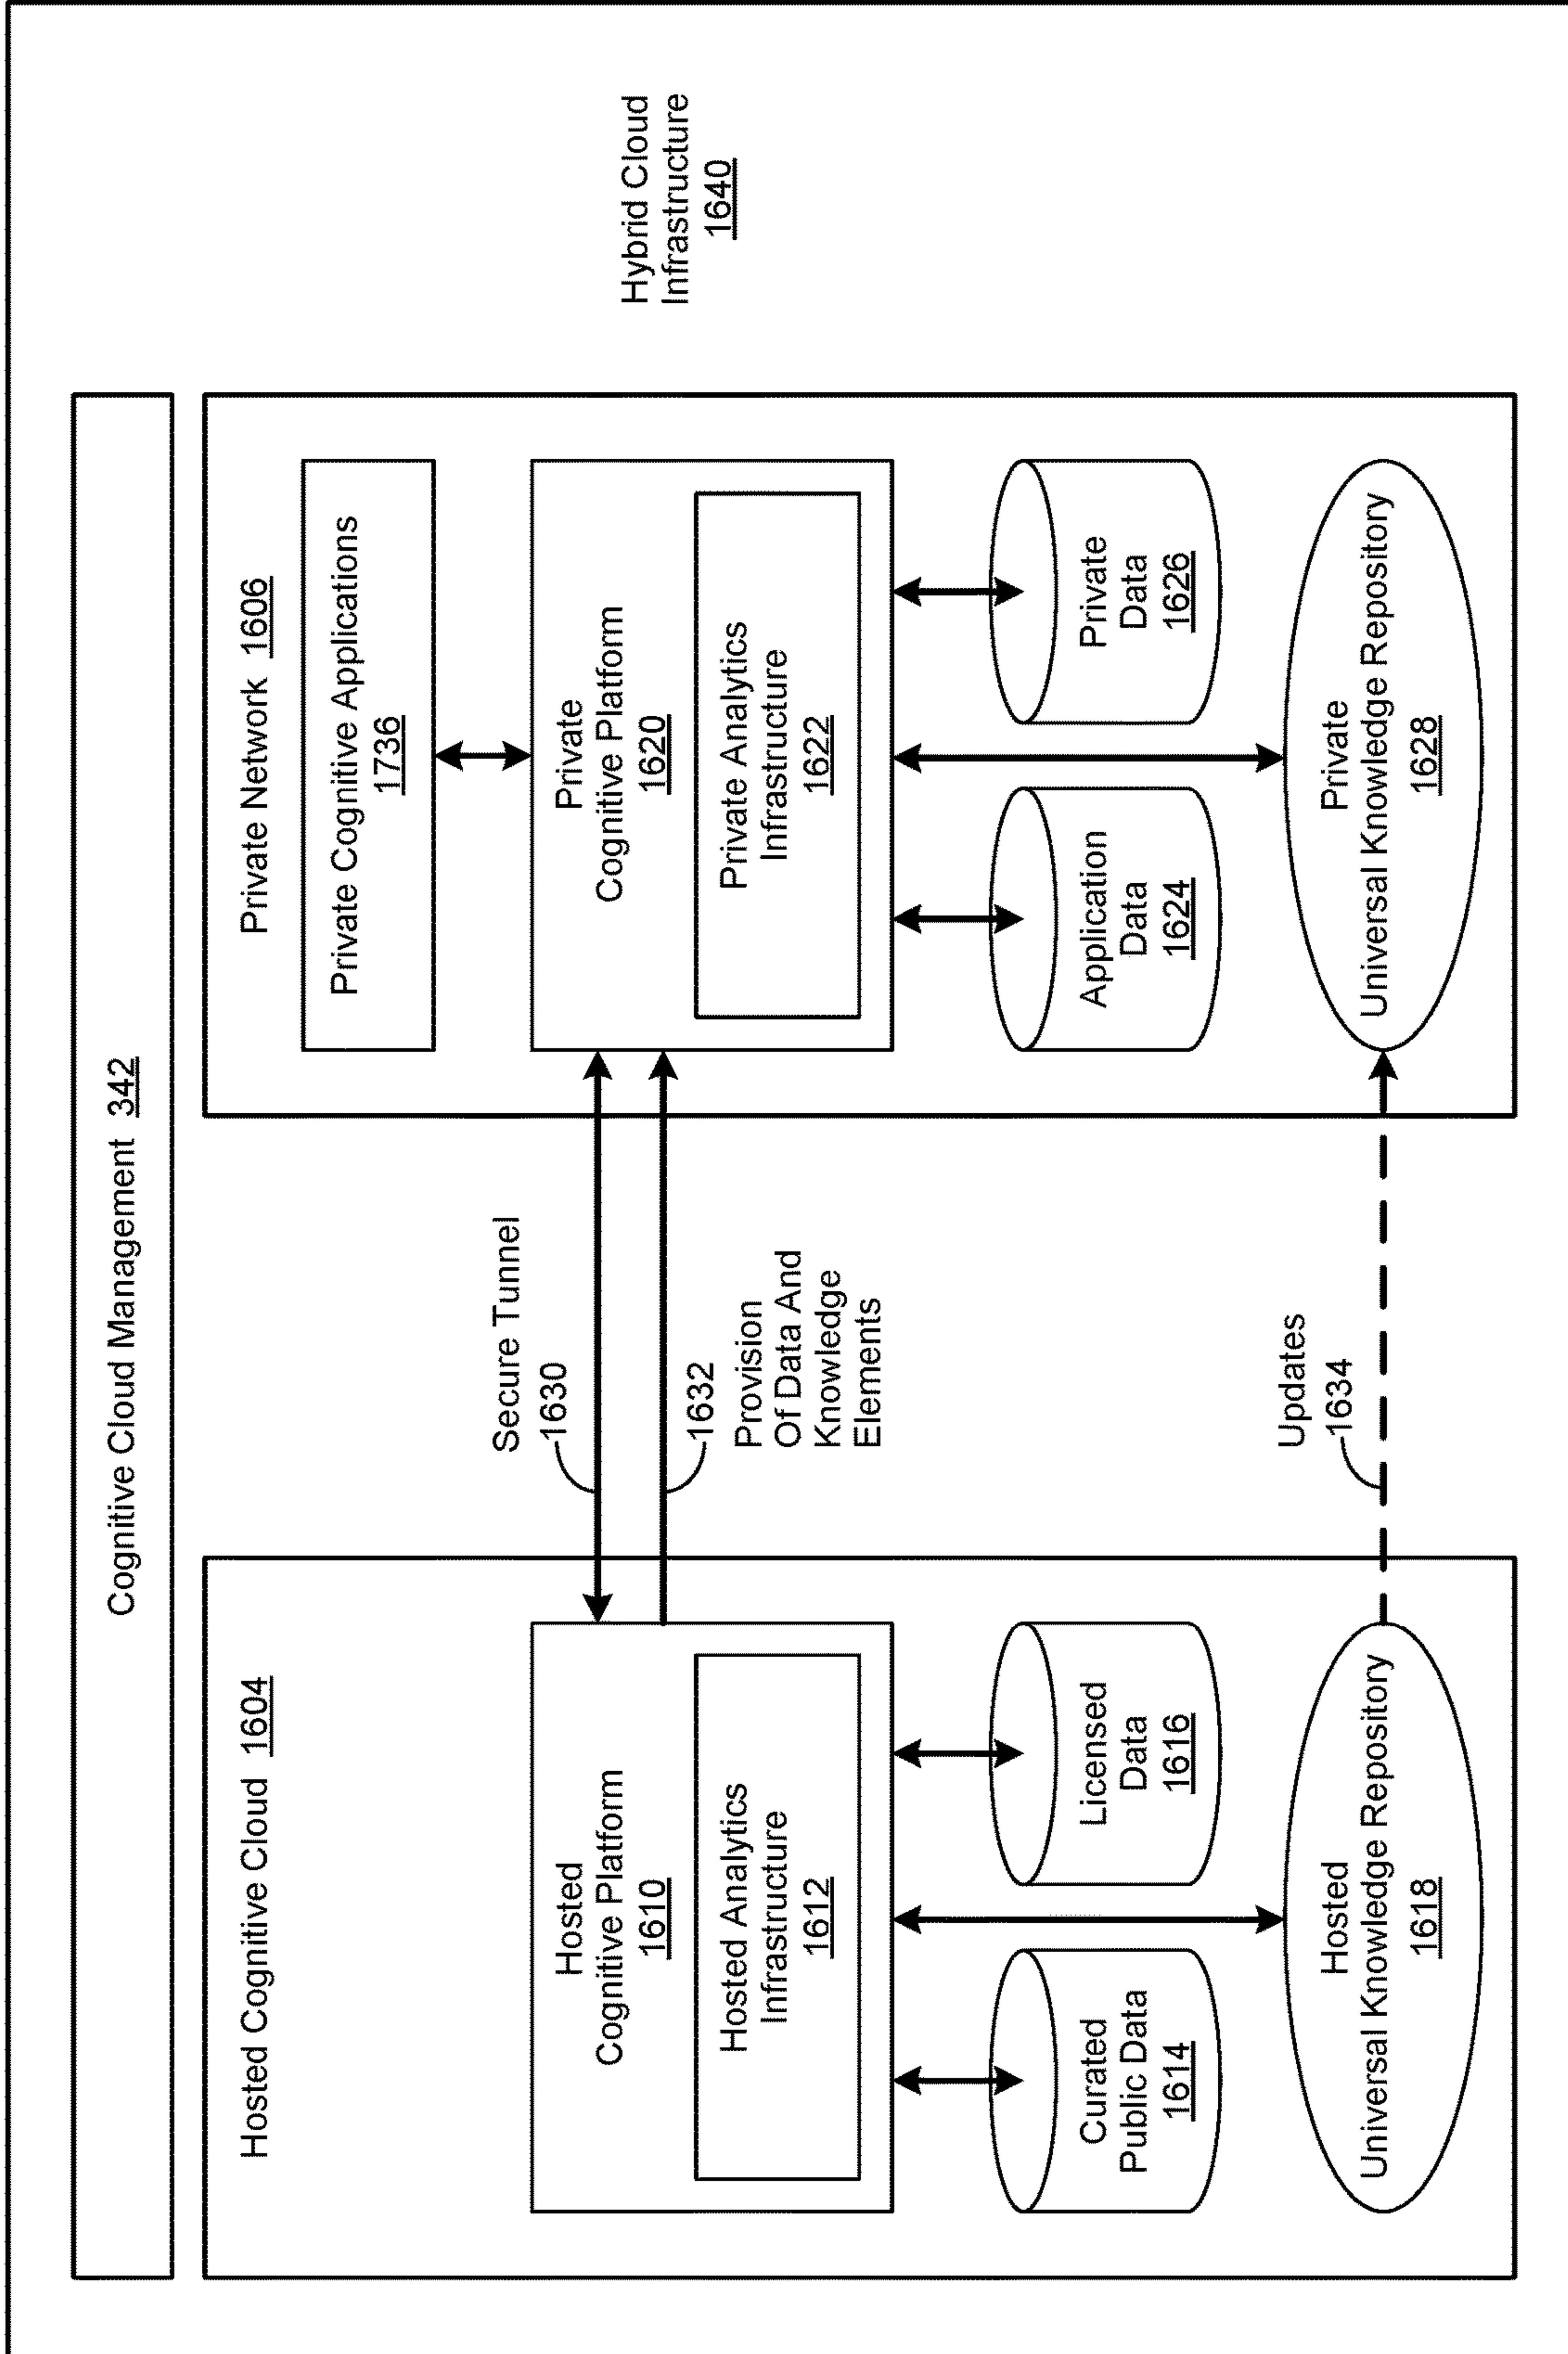 Cognitive Cloud Management 342
Hosted Cognitive Cloud 1604
Hosted
Cognitive Platform
1610
Hosted Analytics
Infrastructure
1612
Curated
Public Data
1614
Licensed
Data
1616
Hosted
Universal Knowledge Repository
1618
Secure Tunnel
1630
1632
Provision
Of Data And
Knowledge
Elements
Updates
1634
Private Network 1606
Private Cognitive Applications
1736
Private
Cognitive Platform
1620
Private Analytics
Infrastructure
1622
Application
Data
1624
Private
Data
1626
Private
Universal Knowledge Repository
1628
Hybrid Cloud
Infrastructure
1640